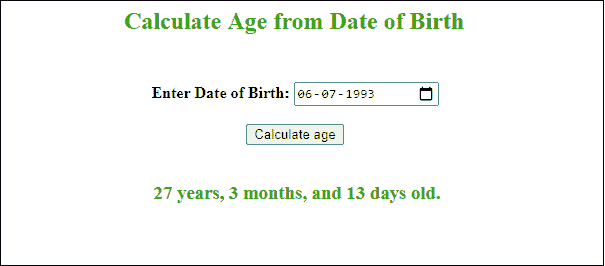 Calculate Age from Date of Birth
Enter Date of Birth: 06-07-1993
Calculate age
27 years, 3 months, and 13 days old.